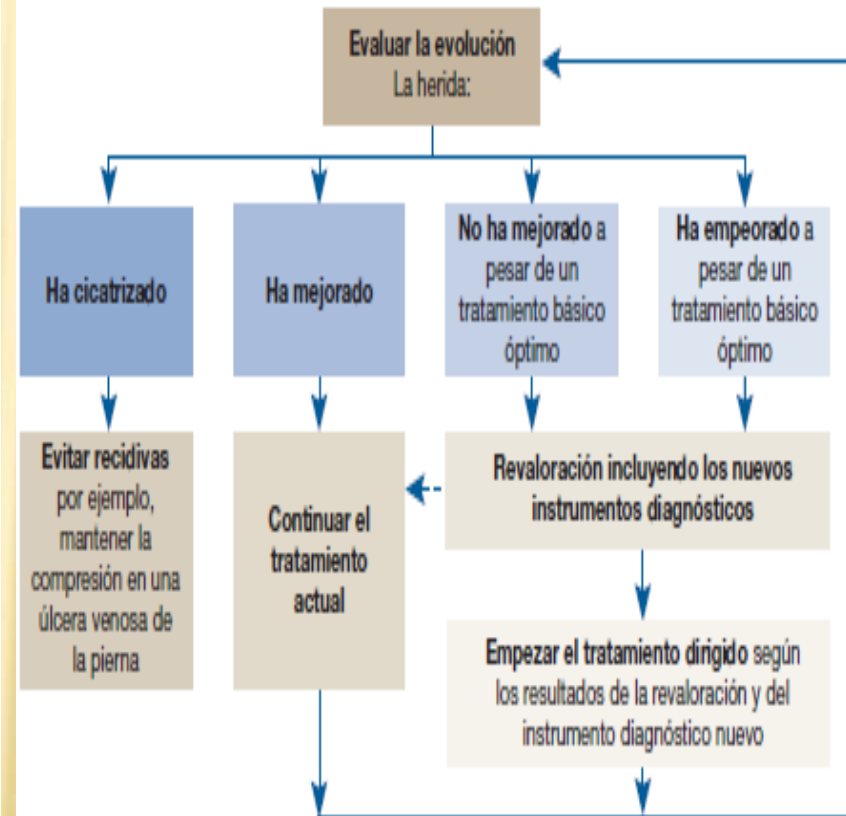 Evaluar la evolución
La herida:
Ha cicatrizado
Ha mejorado
No ha mejorado a
pesar de un
tratamiento básico
óptimo
Ha empeorado a
pesar de un
tratamiento básico
óptimo
Evitar recidivas
por ejemplo,
mantener la
compresión en una
úlcera venosa de
la pierna
Continuar el
tratamiento
actual
Revaloración incluyendo los nuevos
instrumentos diagnósticos
Empezar el tratamiento dirigido según
los resultados de la revaloración y del
instrumento diagnóstico nuevo